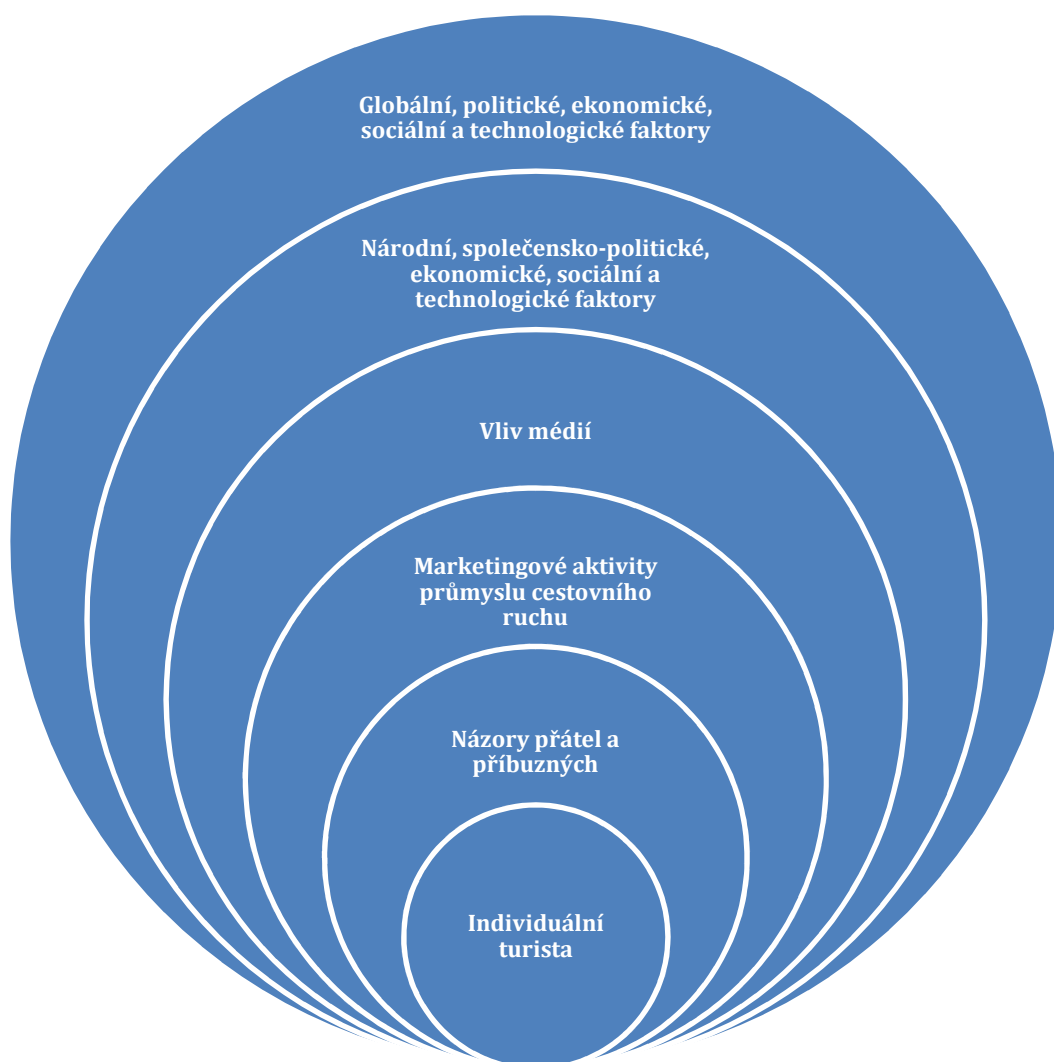 Globální, politické, ekonomické,
sociální a technologické faktory
Národní, společensko-politické,
ekonomické, sociální a
technologické faktory
Vliv médií
Marketingové aktivity
průmyslu cestovního
ruchu
Názory přátel a
příbuzných
Individuální
turista